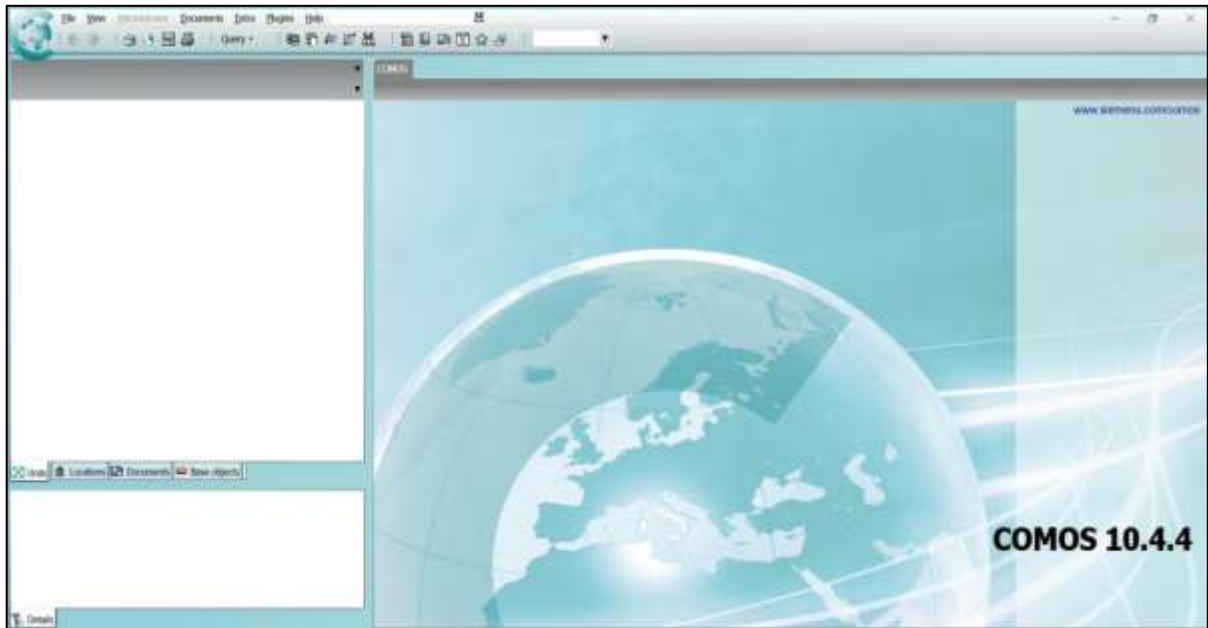 File View Administrator Documents Extra Plugins Help
Query
COMOS
www.siemens.com/comos
Units Locations Documents Base objects
COMOS 10.4.4
Details